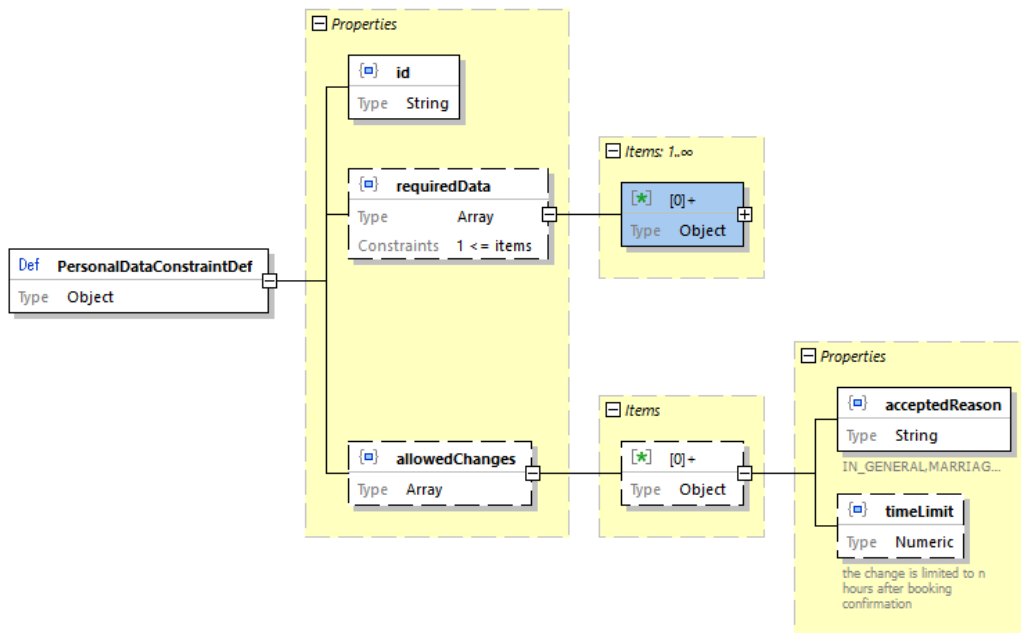 Properties
{} id
Type String
{} requiredData
Type Array
Constraints 1 <= items
Items: 1..∞
[*] [0]+
Type Object
Def PersonalDataConstraintDef
Type Object
{} allowedChanges
Type Array
Items
[*] [0]+
Type Object
Properties
{} acceptedReason
Type String
IN_GENERAL,MARRIAG...
{} timeLimit
Type Numeric
the change is limited to n
hours after booking
confirmation